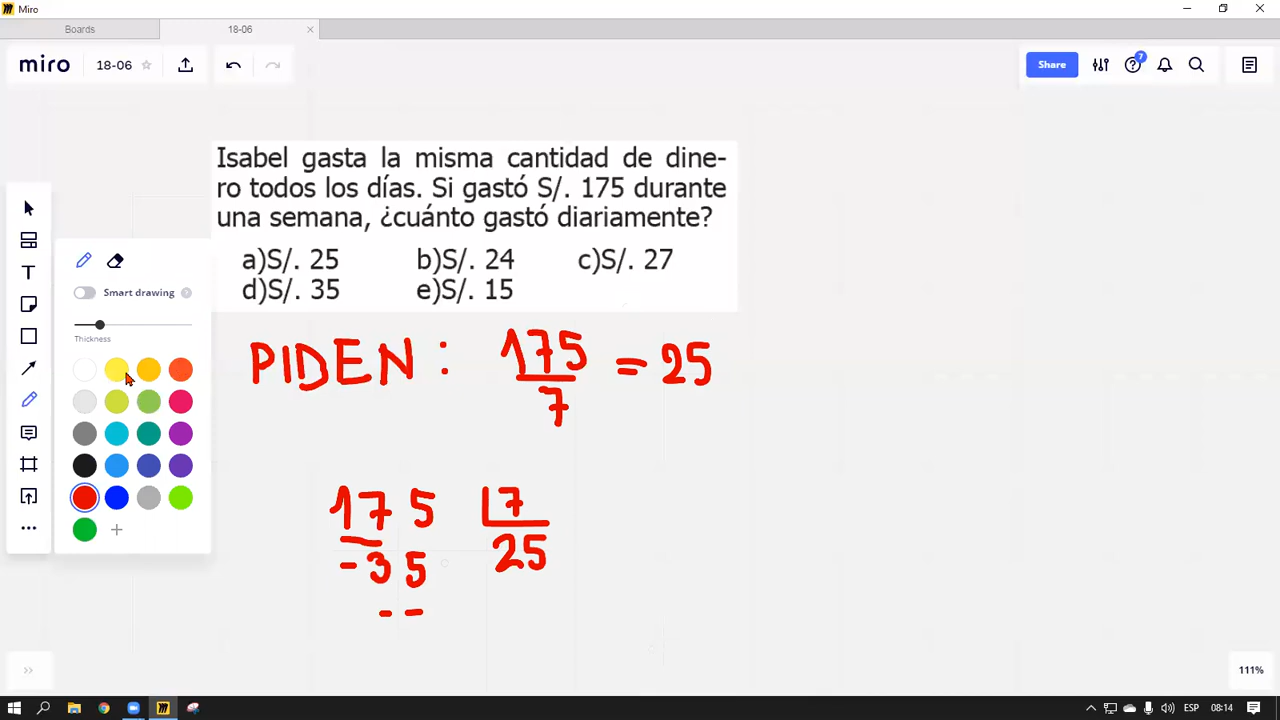 Miro
Boards
18-06
miro
18-06
Share
7
Isabel gasta la misma cantidad de dine-
ro todos los días. Si gastó S/. 175 durante
una semana, ¿cuánto gastó diariamente?
a)S/. 25 b)S/. 24 c)S/. 27
d)S/. 35 e)S/. 15
Smart drawing
Thickness
PIDEN: 175/7 = 25
175 7
-35 25
--
111%
ESP 08:14